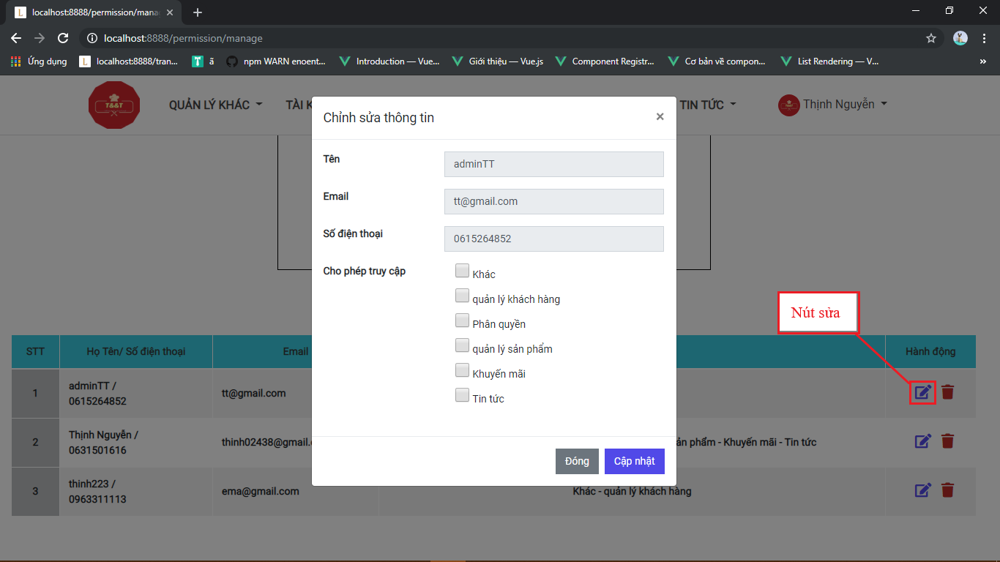 localhost:8888/permission/mana
localhost:8888/permission/manage
Ứng dụng
localhost:8888/tran...
ã
npm WARN enoent...
Introduction — Vue...
Giới thiệu — Vue.js
Component Registr...
Cơ bản về compon...
List Rendering — V...
»
T&&T
QUẢN LÝ KHÁC
TÀI K
TIN TỨC
Thịnh Nguyễn
Chỉnh sửa thông tin
×
Tên
adminTT
Email
tt@gmail.com
Số điện thoại
0615264852
Cho phép truy cập
Khác
quản lý khách hàng
Phân quyền
quản lý sản phẩm
Khuyến mãi
Tin tức
Đóng
Cập nhật
Nút sửa
STT
Họ Tên/ Số điện thoại
Email
Hành động
1
adminTT /
0615264852
tt@gmail.com
2
Thịnh Nguyễn /
0631501616
thinh02438@gmail.
ản phẩm - Khuyến mãi - Tin tức
3
thinh223 /
0963311113
ema@gmail.com
Khác - quản lý khách hàng